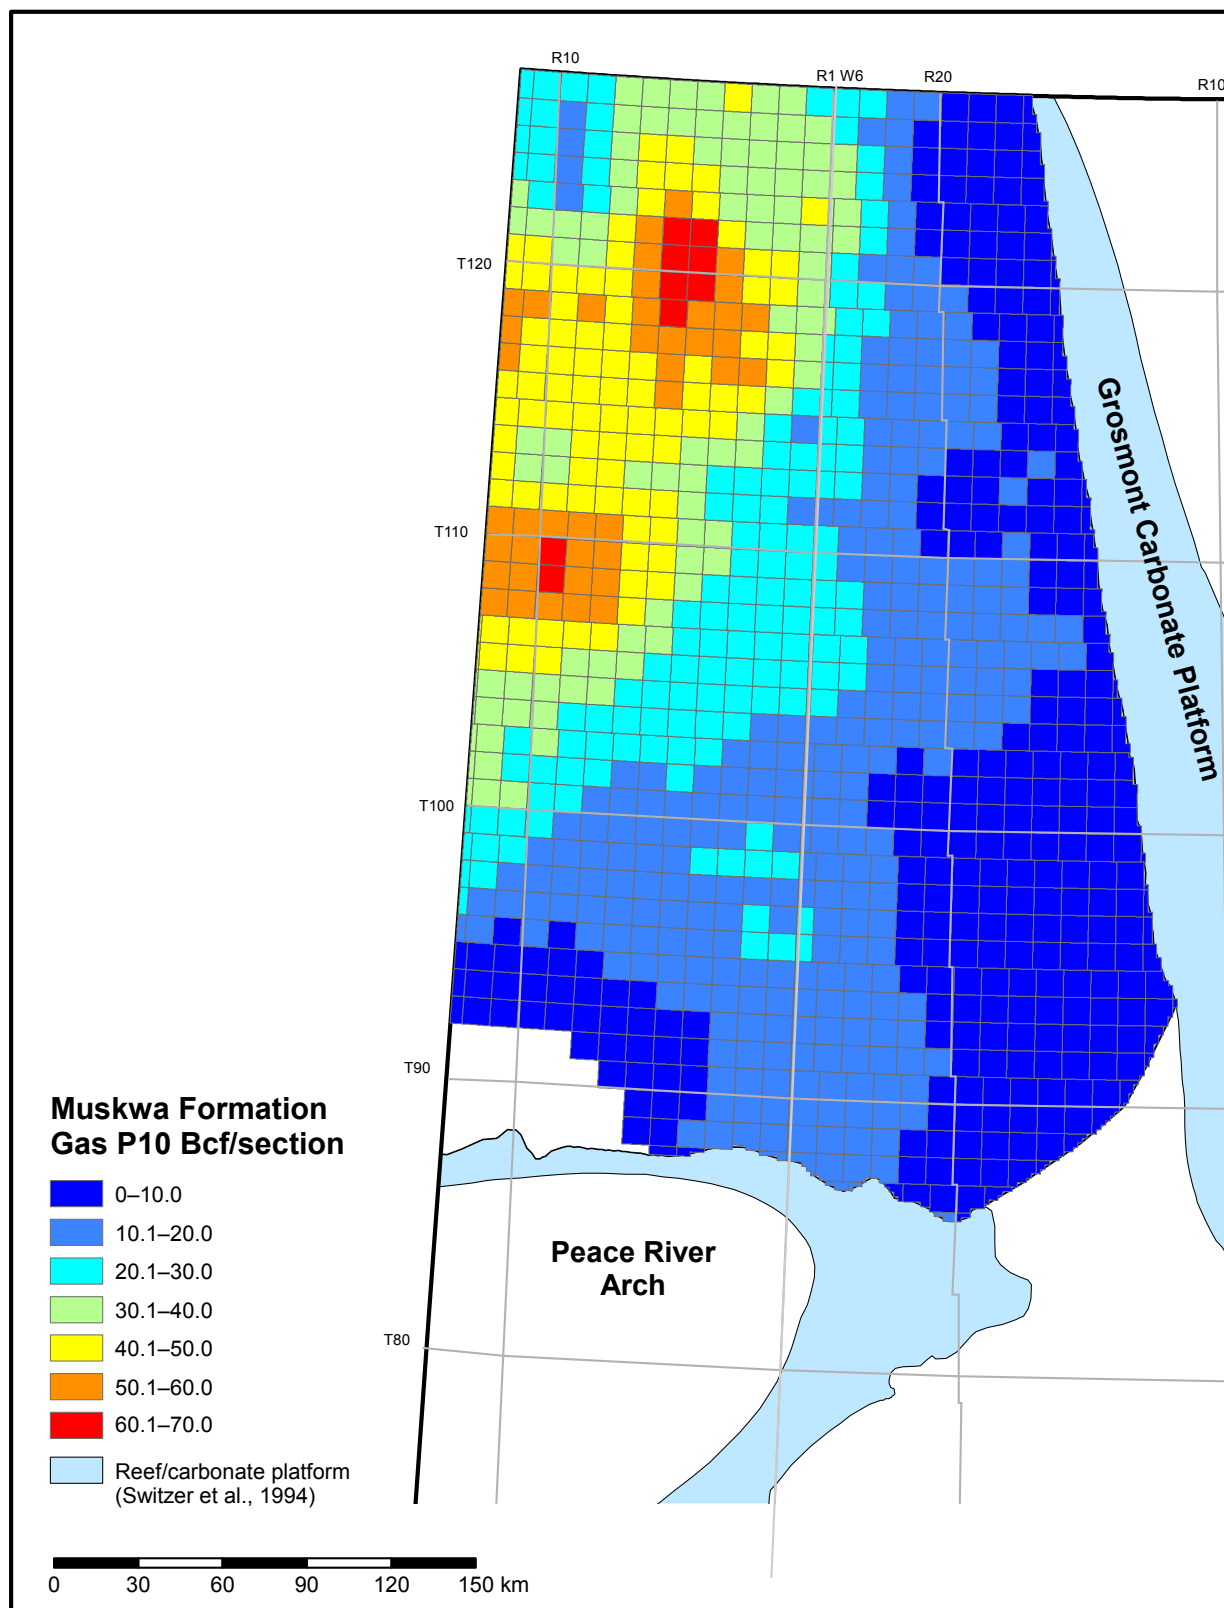 R10
R1 W6
R20
R10
T120
T110
T100
T90
T80
Grosmont Carbonate Platform
Peace River
Arch
Muskwa Formation
Gas P10 Bcf/section
0–10.0
10.1–20.0
20.1–30.0
30.1–40.0
40.1–50.0
50.1–60.0
60.1–70.0
Reef/carbonate platform
(Switzer et al., 1994)
0 30 60 90 120 150 km